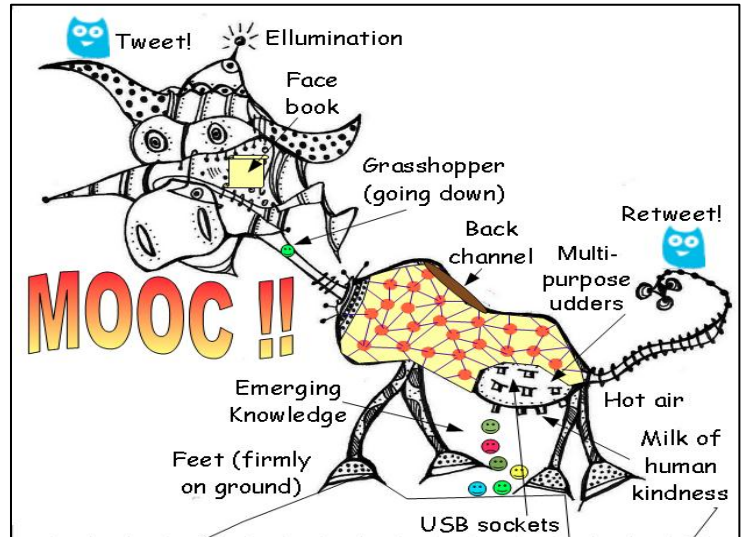 Tweet!
Ellumination
Face
book
Grasshopper
(going down)
Back
channel
Retweet!
Multi-
purpose
udders
MOOC !!
Emerging
Knowledge
Hot air
Feet (firmly
on ground)
Milk of
human
kindness
USB sockets